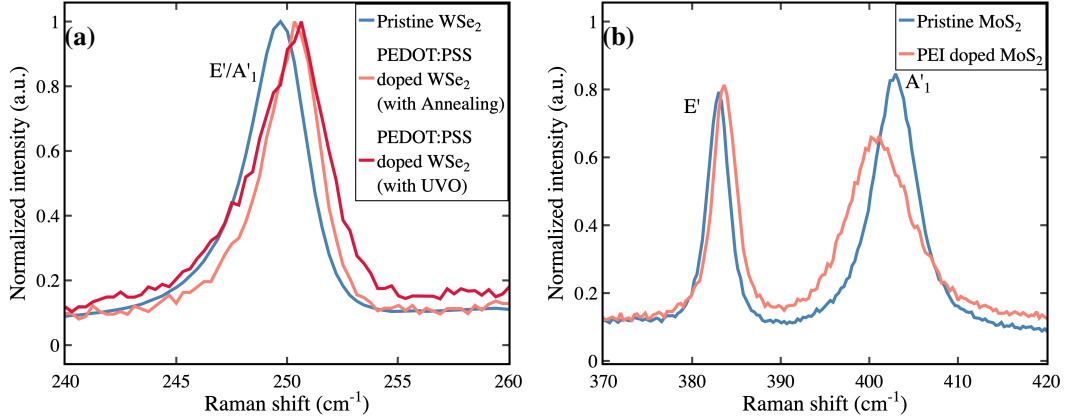 (a)
Pristine WSe₂
PEDOT:PSS
doped WSe₂
(with Annealing)
PEDOT:PSS
doped WSe₂
(with UVO)
E'/A'₁
Normalized intensity (a.u.)
1
0.8
0.6
0.4
0.2
0
240
245
250
255
260
Raman shift (cm⁻¹)
(b)
Pristine MoS₂
PEI doped MoS₂
E'
A'₁
Normalized intensity (a.u.)
1
0.8
0.6
0.4
0.2
0
370
380
390
400
410
420
Raman shift (cm⁻¹)